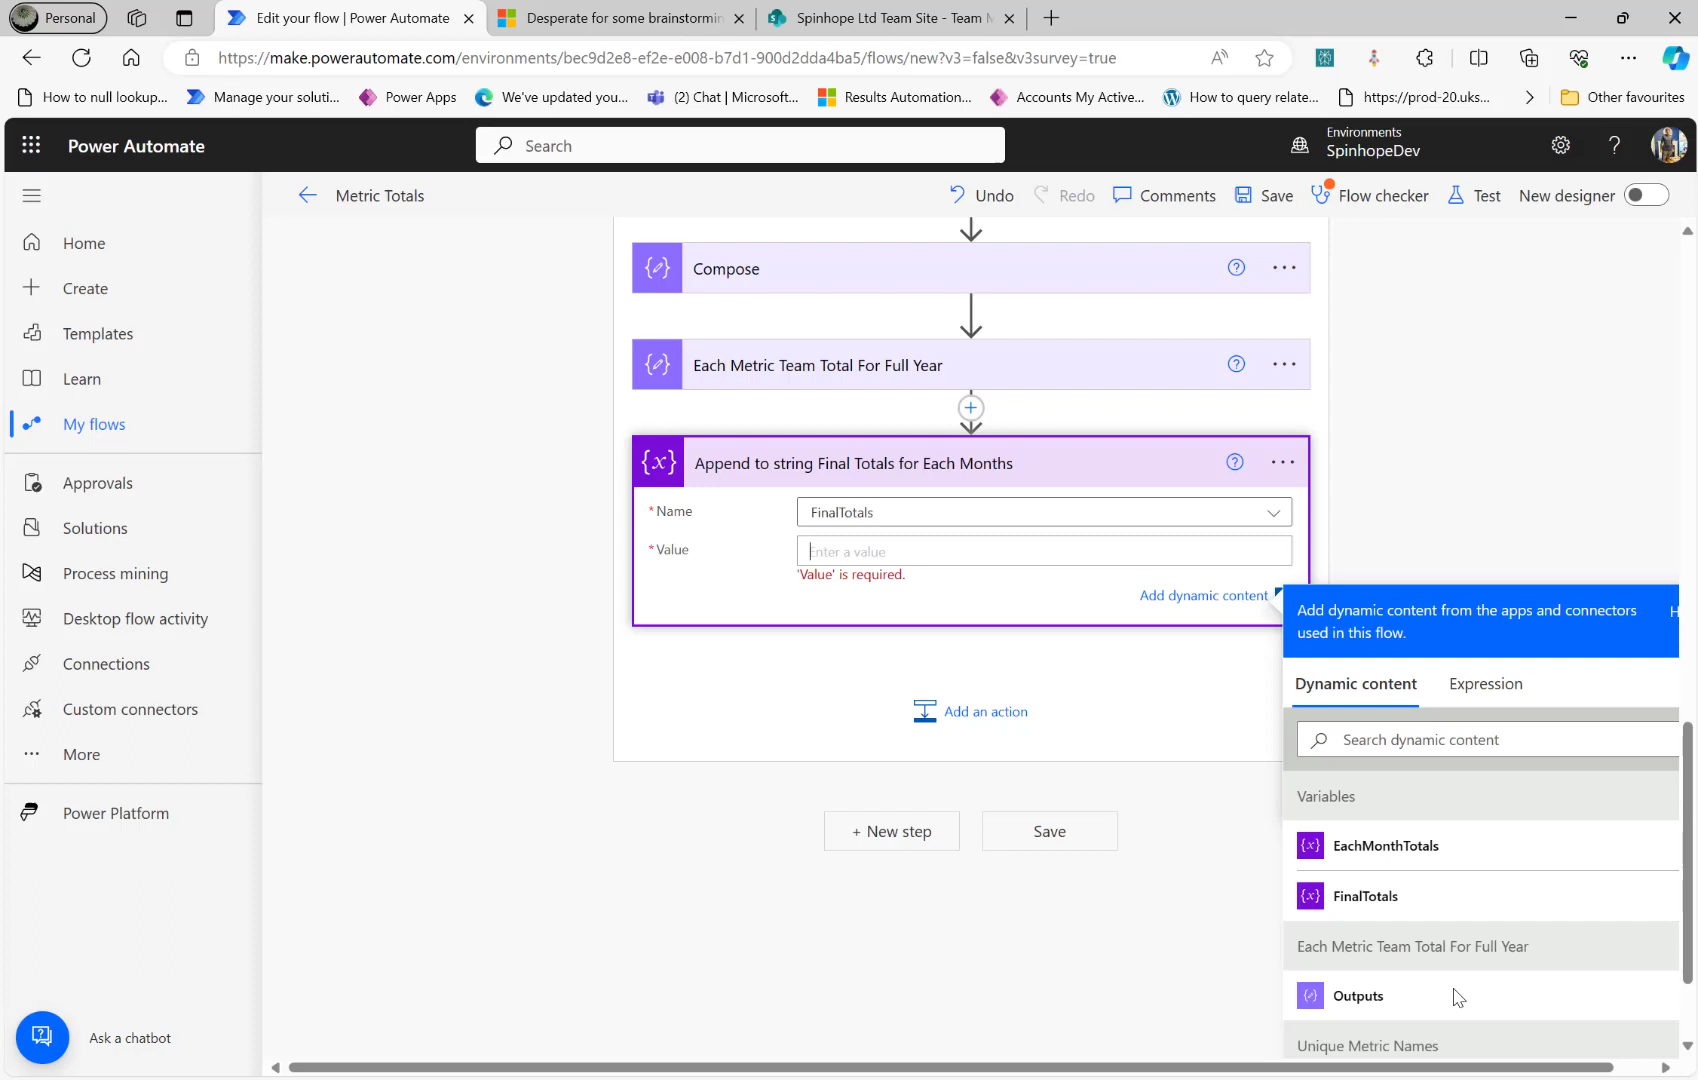 Personal
Edit your flow | Power Automate
Desperate for some brainstormin
Spinhope Ltd Team Site - Team M
https://make.powerautomate.com/environments/bec9d2e8-ef2e-e008-b7d1-900d2dda4ba5/flows/new?v3=false&v3survey=true
How to null lookup...
Manage your soluti...
Power Apps
We've updated you...
(2) Chat | Microsoft...
Results Automation...
Accounts My Active...
How to query relate...
https://prod-20.uks...
Other favourites
Power Automate
Search
Environments
SpinhopeDev
Metric Totals
Undo
Redo
Comments
Save
Flow checker
Test
New designer
Home
Create
Templates
Learn
My flows
Approvals
Solutions
Process mining
Desktop flow activity
Connections
Custom connectors
More
Power Platform
Ask a chatbot
Compose
Each Metric Team Total For Full Year
Append to string Final Totals for Each Months
* Name
FinalTotals
* Value
Enter a value
'Value' is required.
Add dynamic content
Add an action
+ New step
Save
Add dynamic content from the apps and connectors
used in this flow.
H
Dynamic content
Expression
Search dynamic content
Variables
EachMonthTotals
FinalTotals
Each Metric Team Total For Full Year
Outputs
Unique Metric Names